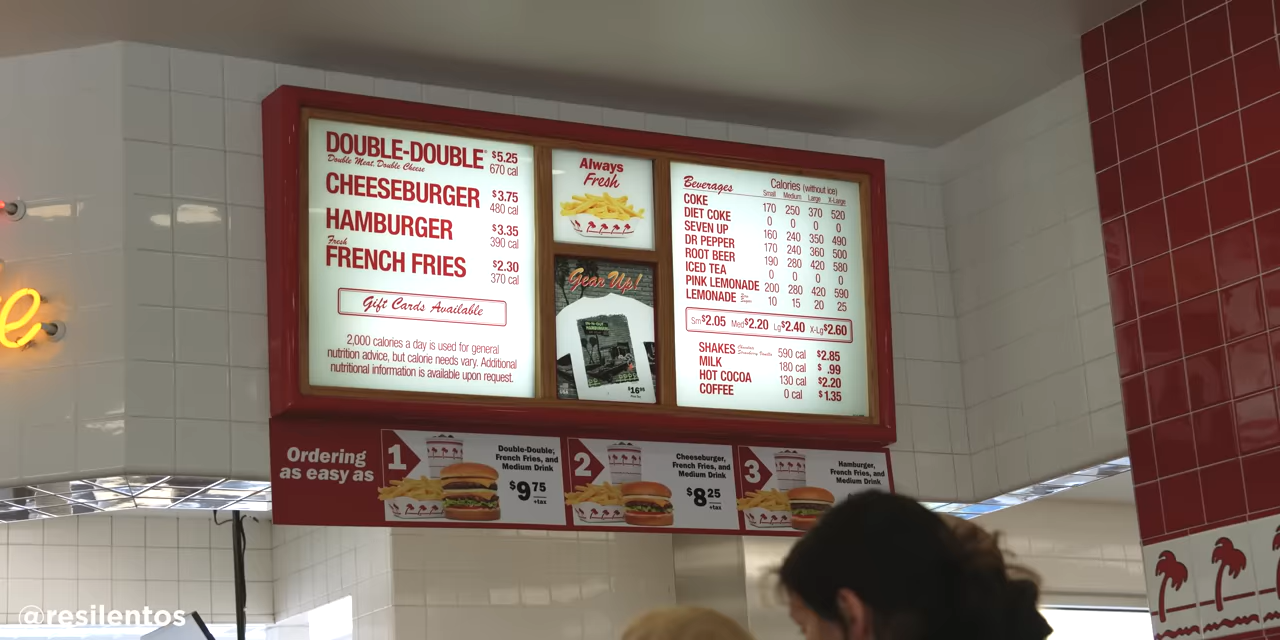 DOUBLE-DOUBLE® $5.25
Double Meat, Double Cheese 670 cal
CHEESEBURGER $3.75
480 cal
HAMBURGER $3.35
390 cal
Fresh
FRENCH FRIES $2.30
370 cal
Gift Cards Available
2,000 calories a day is used for general
nutrition advice, but calorie needs vary. Additional
nutritional information is available upon request.
Always
Fresh
Gear Up!
$16
Beverages Calories (without ice)
Small Medium Large X-Large
COKE 170 250 370 520
DIET COKE 0 0 0 0
SEVEN UP 160 240 350 490
DR PEPPER 170 240 360 500
ROOT BEER 190 280 420 580
ICED TEA 0 0 0 0
PINK LEMONADE 200 280 420 590
LEMONADE 10 15 20 25
Sm$2.05 Med$2.20 Lg$2.40 X-Lg$2.60
SHAKES Chocolate Strawberry Vanilla 590 cal $2.85
MILK 180 cal $ .99
HOT COCOA 130 cal $2.20
COFFEE 0 cal $1.35
Ordering
as easy as
1
Double-Double,
French Fries, and
Medium Drink
$9 75
+tax
2
Cheeseburger,
French Fries, and
Medium Drink
$8 25
+tax
3
Hamburger,
French Fries, and
Medium Drink
e
@resilentos